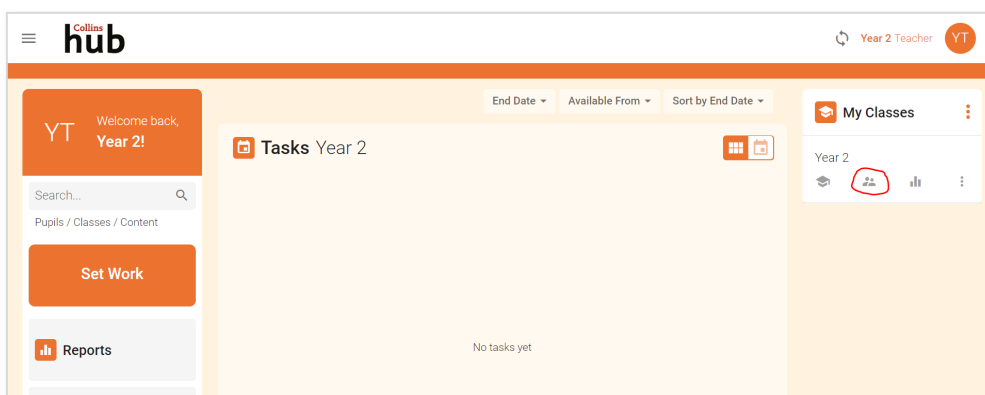 Collins
hub
Year 2 Teacher
YT
YT
Welcome back,
Year 2!
Search...
Pupils / Classes / Content
Set Work
Reports
End Date
Available From
Sort by End Date
Tasks Year 2
No tasks yet
My Classes
Year 2